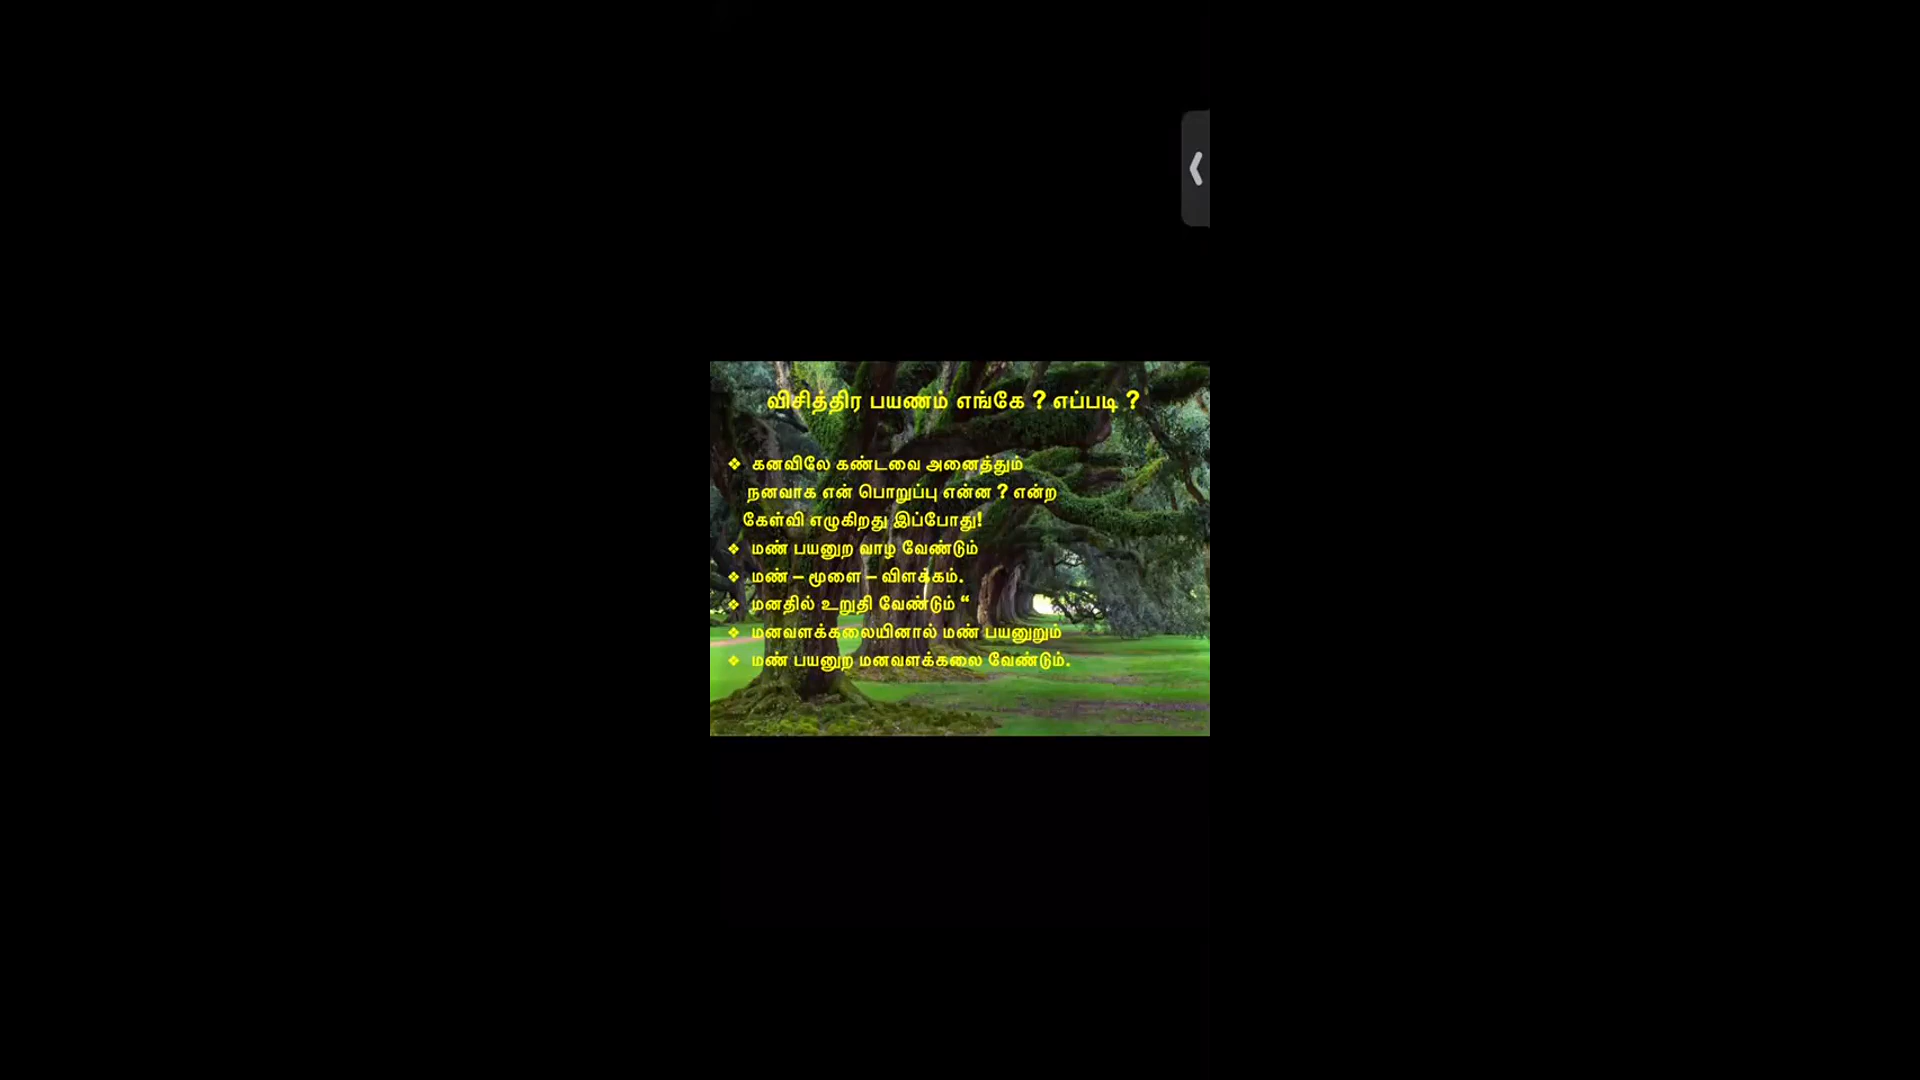 விசித்திர பயணம் எங்கே ? எப்படி ?
❖ கனவிலே கண்டவை அனைத்தும்
நனவாக என் பொறுப்பு என்ன ? என்ற
கேள்வி எழுகிறது இப்போது!
❖ மண் பயனுற வாழ வேண்டும்
❖ மண் – மூளை – விளக்கம்.
❖ மனதில் உறுதி வேண்டும் “
❖ மனவளக்கலையினால் மண் பயனுறும்
❖ மண் பயனுற மனவளக்கலை வேண்டும்.